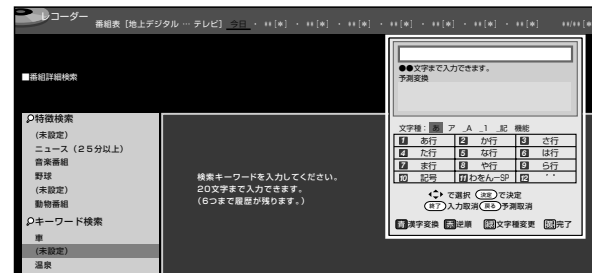 レコーダー
番組表 [地上デジタル … テレビ] 今日 ・ **[*] ・ **[*] ・ **[*] ・ **[*] ・ **[*] ・ **[*] ・ **[*] **/**[*
■番組詳細検索
特徴検索
(未設定)
ニュース (25分以上)
音楽番組
野球
(未設定)
動物番組
キーワード検索
車
(未設定)
温泉
検索キーワードを入力してください。
20文字まで入力できます。
(6つまで履歴が残ります。)
●●文字まで入力できます。
予測変換
文字種: あ ア _A _1 _記 機能
1 あ行 2 か行 3 さ行
4 た行 5 な行 6 は行
7 ま行 8 や行 9 ら行
10 記号 11 わをん―SP 12 ゛゜
で選択 決定 で決定
終了 入力取消 戻る 予測取消
青 漢字変換 赤 逆順 文字種変更 完了